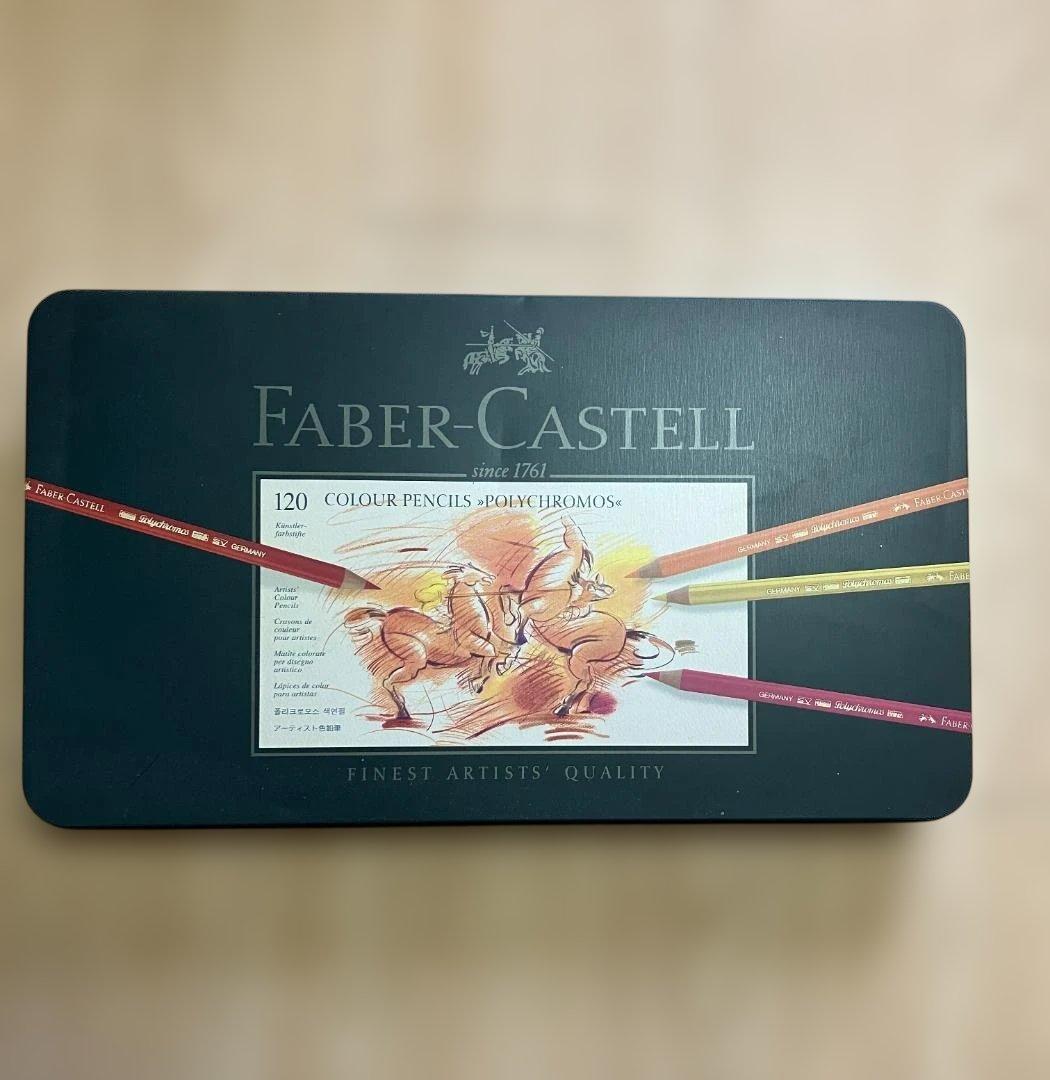 FABER-CASTELL
since 1761
120 COLOUR PENCILS »POLYCHROMOS«
Künstler-
farbstifte
Artists'
Colour
Pencils
Crayons de
couleur
pour artistes
Matite colorate
per disegno
artistico
Lápices de color
para artistas
폴리크로모스 색연필
アーティスト色鉛筆
FINEST ARTISTS' QUALITY
FABER-CASTELL Polychromos GERMANY
GERMANY Polychromos FABER-CAST
GERMANY Polychromos FABE
GERMANY Polychromos FABER-